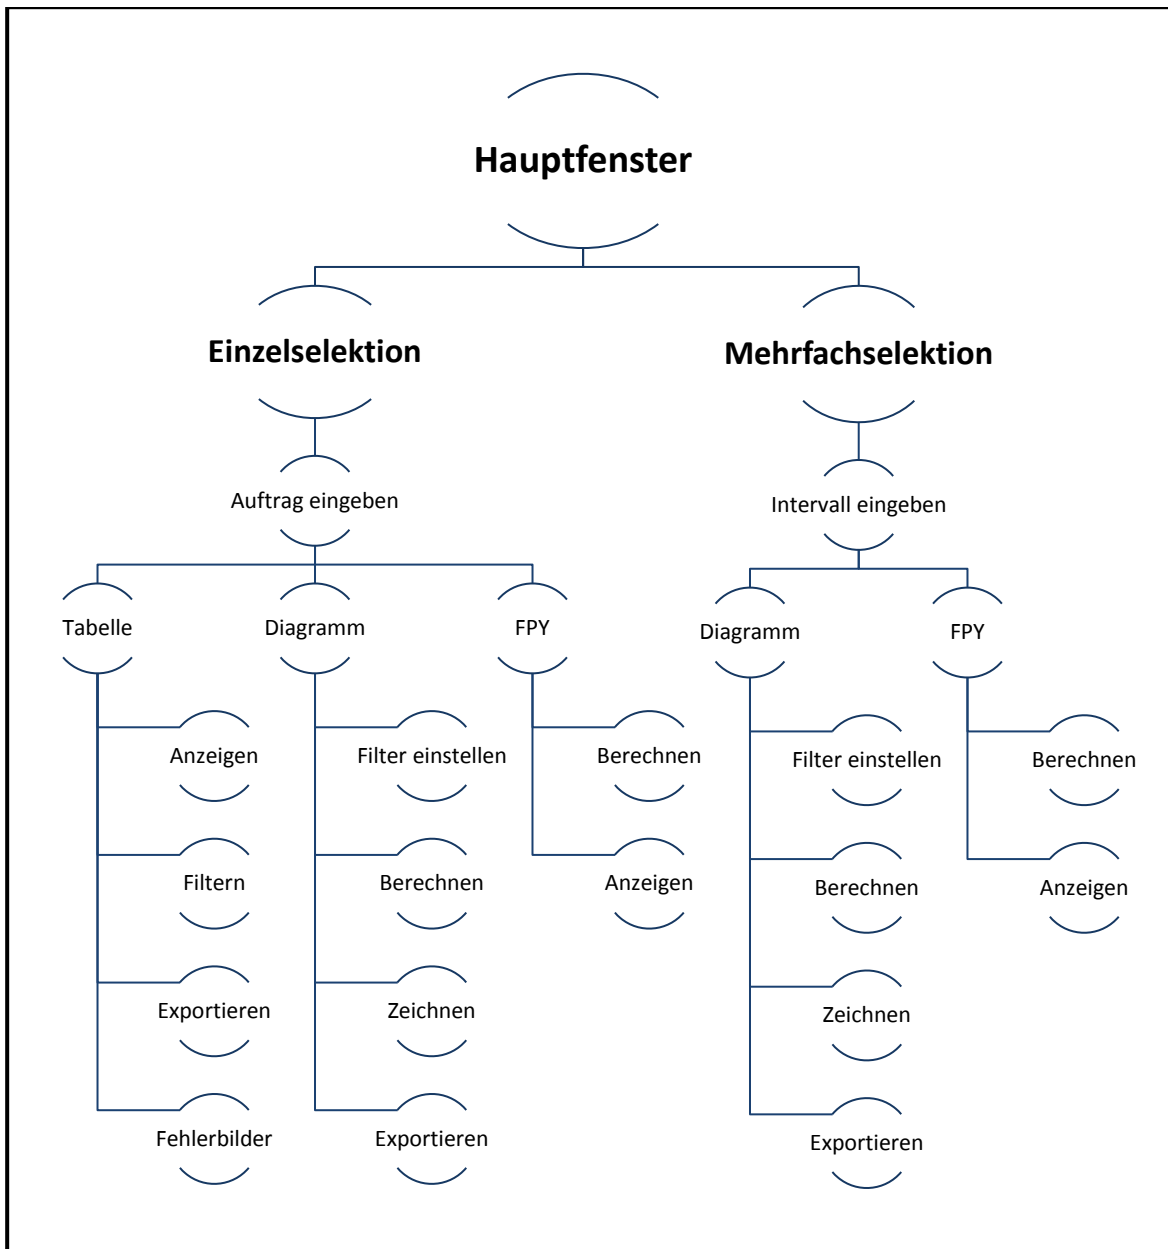 Hauptfenster
Einzelselektion
Mehrfachselektion
Auftrag eingeben
Intervall eingeben
Tabelle
Diagramm
FPY
Diagramm
FPY
Anzeigen
Filter einstellen
Berechnen
Filter einstellen
Berechnen
Filtern
Berechnen
Anzeigen
Berechnen
Anzeigen
Exportieren
Zeichnen
Zeichnen
Fehlerbilder
Exportieren
Exportieren